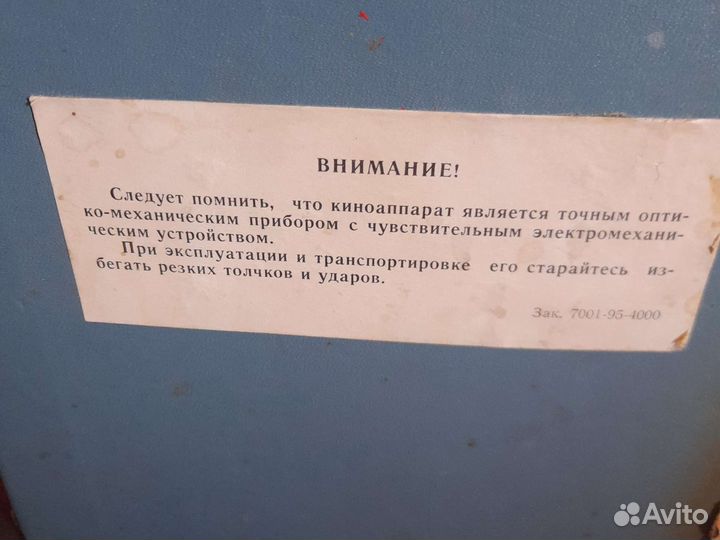 ВНИМАНИЕ!
Следует помнить, что киноаппарат является точным опти-
ко-механическим прибором с чувствительным электромехани-
ческим устройством.
При эксплуатации и транспортировке его старайтесь из-
бегать резких толчков и ударов.
Зак. 7001-95-4000
Avito